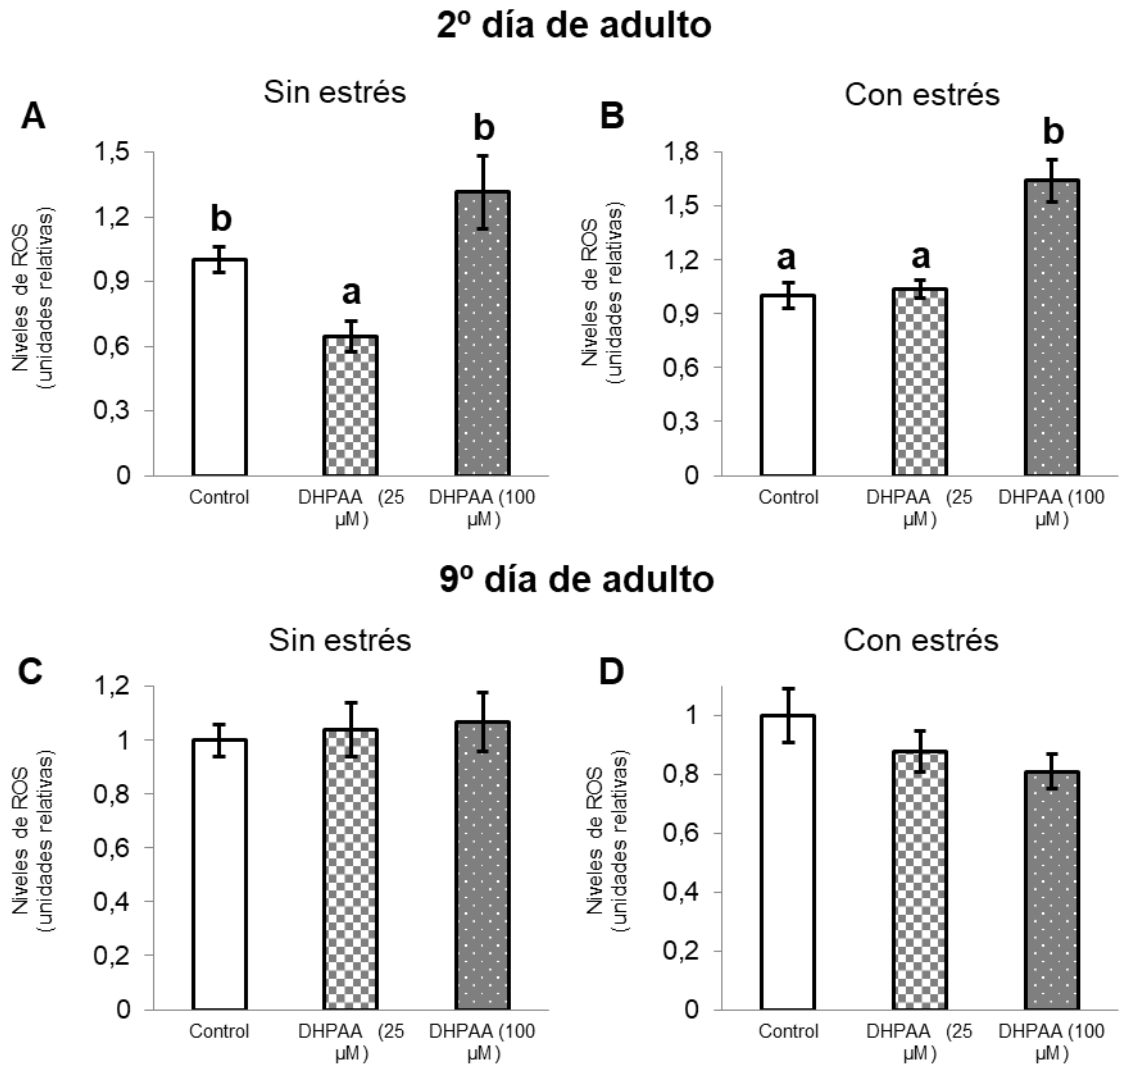 2º día de adulto
Sin estrés
Con estrés
A
B
b
a
b
a
a
b
Niveles de ROS
(unidades relativas)
1,5
1,2
0,9
0,6
0,3
0
Control
DHPAA (25
µM)
DHPAA (100
µM)
Niveles de ROS
(unidades relativas)
1,8
1,5
1,2
0,9
0,6
0,3
0
Control
DHPAA (25
µM)
DHPAA (100
µM)
9º día de adulto
Sin estrés
Con estrés
C
D
Niveles de ROS
(unidades relativas)
1,2
1
0,8
0,6
0,4
0,2
0
Control
DHPAA (25
µM)
DHPAA (100
µM)
Niveles de ROS
(unidades relativas)
1
0,8
0,6
0,4
0,2
0
Control
DHPAA (25
µM)
DHPAA (100
µM)